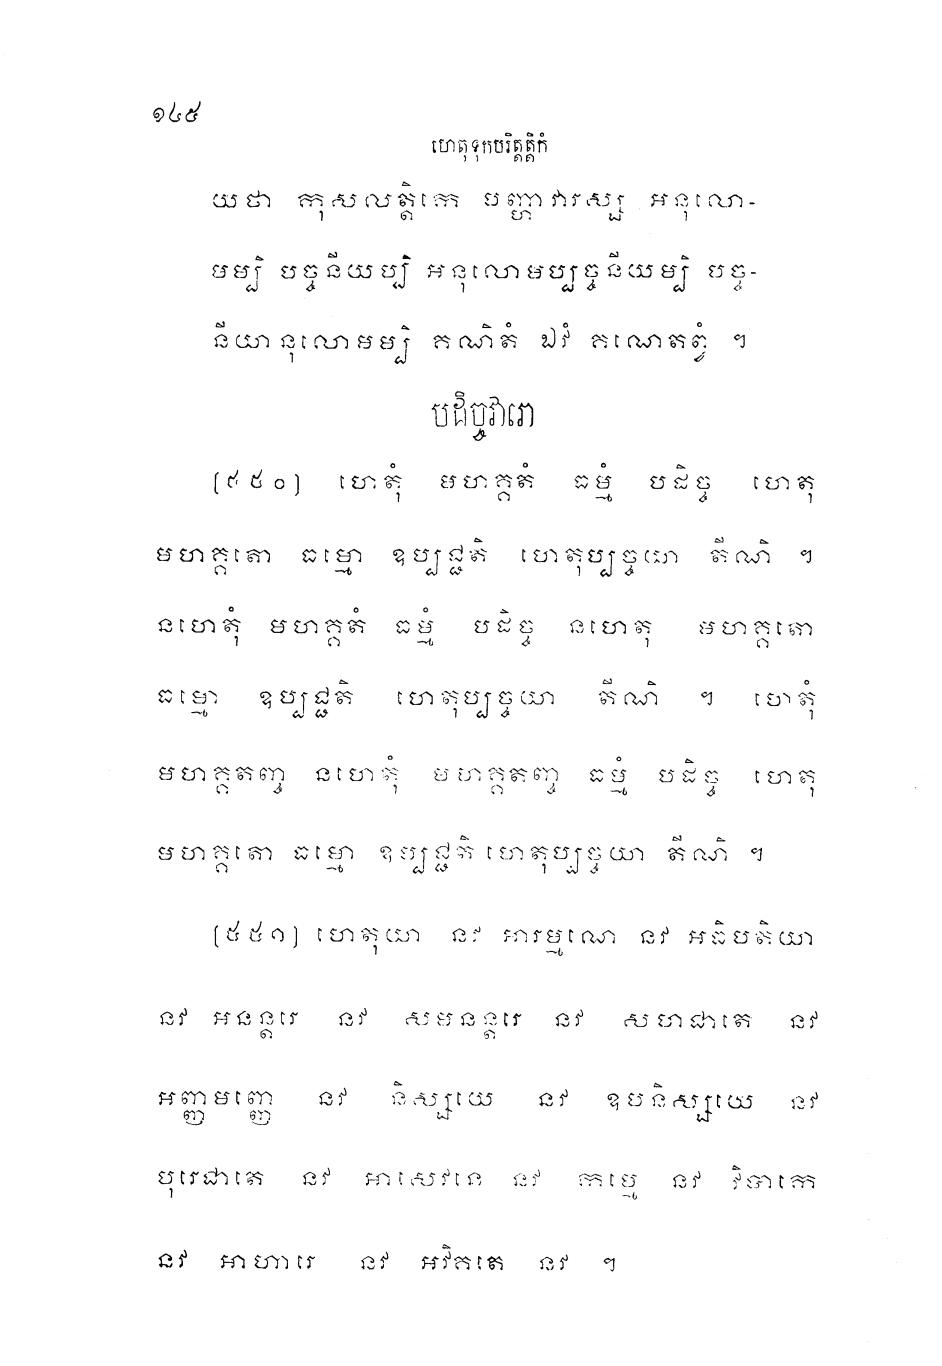 ១៤៥
ហេតុទុកបរិត្តត្តិកំ
យថា កុសលត្តិកេ បញ្ហាវារស្ស អនុលោ-
មម្បិ បច្ចនីយម្បិ អនុលោមប្បច្ចនីយម្បិ បច្ច-
នីយានុលោមម្បិ គណិតំ ឯវំ គណេតព្វំ ។
បដិច្ចវារោ
(៥៥០) ហេតុំ មហគ្គតំ ធម្មំ បដិច្ច ហេតុ
មហគ្គតោ ធម្មោ ឧប្បជ្ជតិ ហេតុប្បច្ចយា តីណិ ។
នហេតុំ មហគ្គតំ ធម្មំ បដិច្ច នហេតុ មហគ្គតោ
ធម្មោ ឧប្បជ្ជតិ ហេតុប្បច្ចយា តីណិ ។ ហេតុំ
មហគ្គតញ្ច នហេតុំ មហគ្គតញ្ច ធម្មំ បដិច្ច ហេតុ
មហគ្គតោ ធម្មោ ឧប្បជ្ជតិ ហេតុប្បច្ចយា តីណិ ។
(៥៥១) ហេតុយា នវ អារម្មណេ នវ អធិបតិយា
នវ អនន្តរេ នវ សមនន្តរេ នវ សហជាតេ នវ
អញ្ញមញ្ញេ នវ និស្សយេ នវ ឧបនិស្សយេ នវ
បុរេជាតេ នវ អាសេវនេ នវ កម្មេ នវ វិបាកេ
នវ អាហារេ នវ អវិគតេ នវ ។